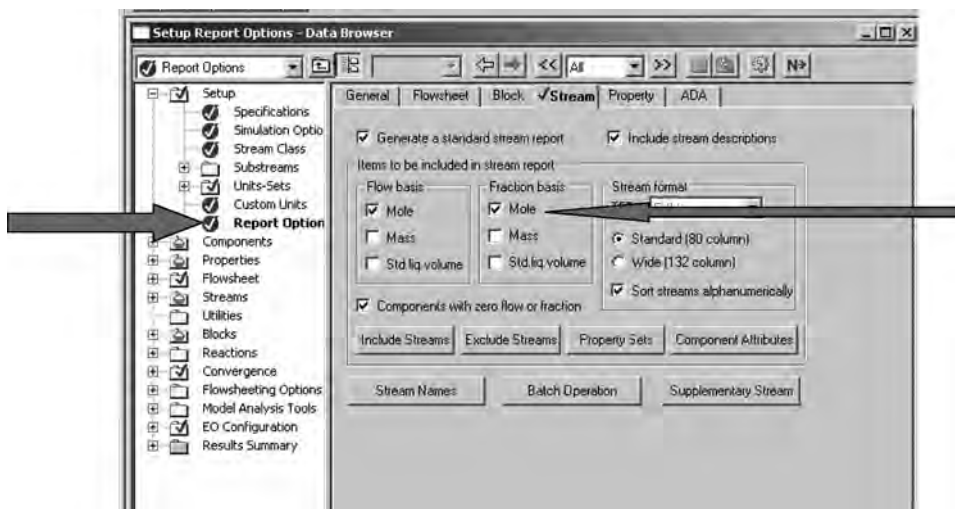 Setup Report Options - Data Browser
Report Options
All
N>
Setup
Specifications
Simulation Optio
Stream Class
Substreams
Units-Sets
Custom Units
Report Option
Components
Properties
Flowsheet
Streams
Utilities
Blocks
Reactions
Convergence
Flowsheeting Options
Model Analysis Tools
EO Configuration
Results Summary
General Flowsheet Block Stream Property ADA
Generate a standard stream report Include stream descriptions
Items to be included in stream report
Flow basis Fraction basis Stream format
Mole Mole
Mass Mass Standard (80 column)
Std.liq.volume Std.liq.volume Wide (132 column)
Sort streams alphanumerically
Components with zero flow or fraction
Include Streams Exclude Streams Property Sets Component Attributes
Stream Names Batch Operation Supplementary Stream